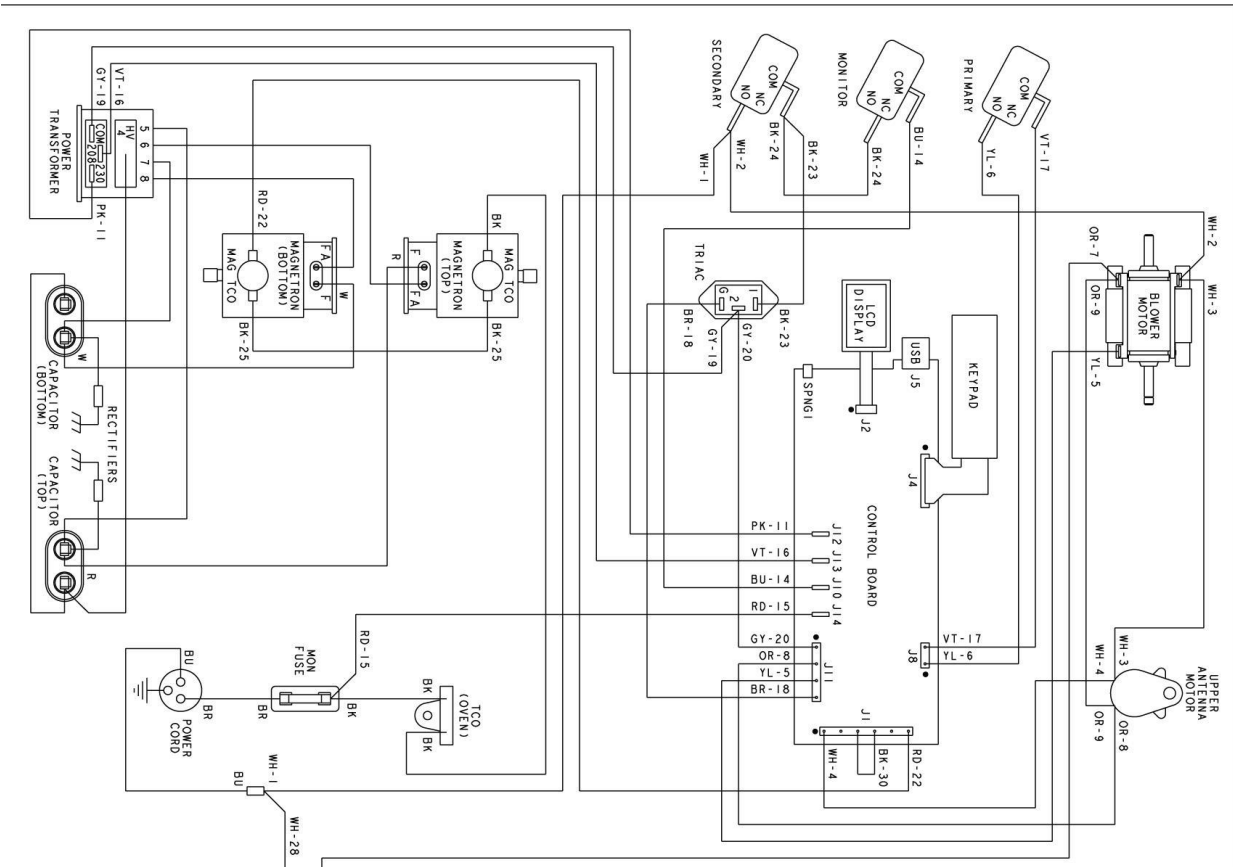 SECONDARY
COM
NC
NO
MONITOR
COM
NC
NO
PRIMARY
COM
NC
NO
BK-24
BK-23
WH-2
WH-1
BU-14
BK-24
VT-17
YL-6
GY-19
VT-16
HV
4
COM
208
230
5
6
7
8
POWER
TRANSFORMER
PK-11
RD-22
BK
MAG TCO
MAGNETRON
(BOTTOM)
FA
F
W
R
F
FA
MAGNETRON
(TOP)
MAG TCO
BK-25
BK-25
TRIAC
G
2
1
BR-18
GY-19
GY-20
BK-23
LCD
DISPLAY
USB
J5
KEYPAD
SPNG1
J2
J4
WH-2
WH-3
OR-7
OR-9
BLOWER
MOTOR
YL-5
W
CAPACITOR
(BOTTOM)
RECTIFIERS
CAPACITOR
(TOP)
R
CONTROL BOARD
PK-11
J12
VT-16
J13
BU-14
J10
RD-15
J14
GY-20
OR-8
YL-5
BR-18
J11
J8
VT-17
YL-6
J1
WH-4
BK-30
RD-22
WH-3
WH-4
OR-9
OR-8
UPPER
ANTENNA
MOTOR
BU
BR
POWER
CORD
MON
FUSE
RD-15
BR
BK
BK
BK
TCO
(OVEN)
BU
WH-1
WH-28